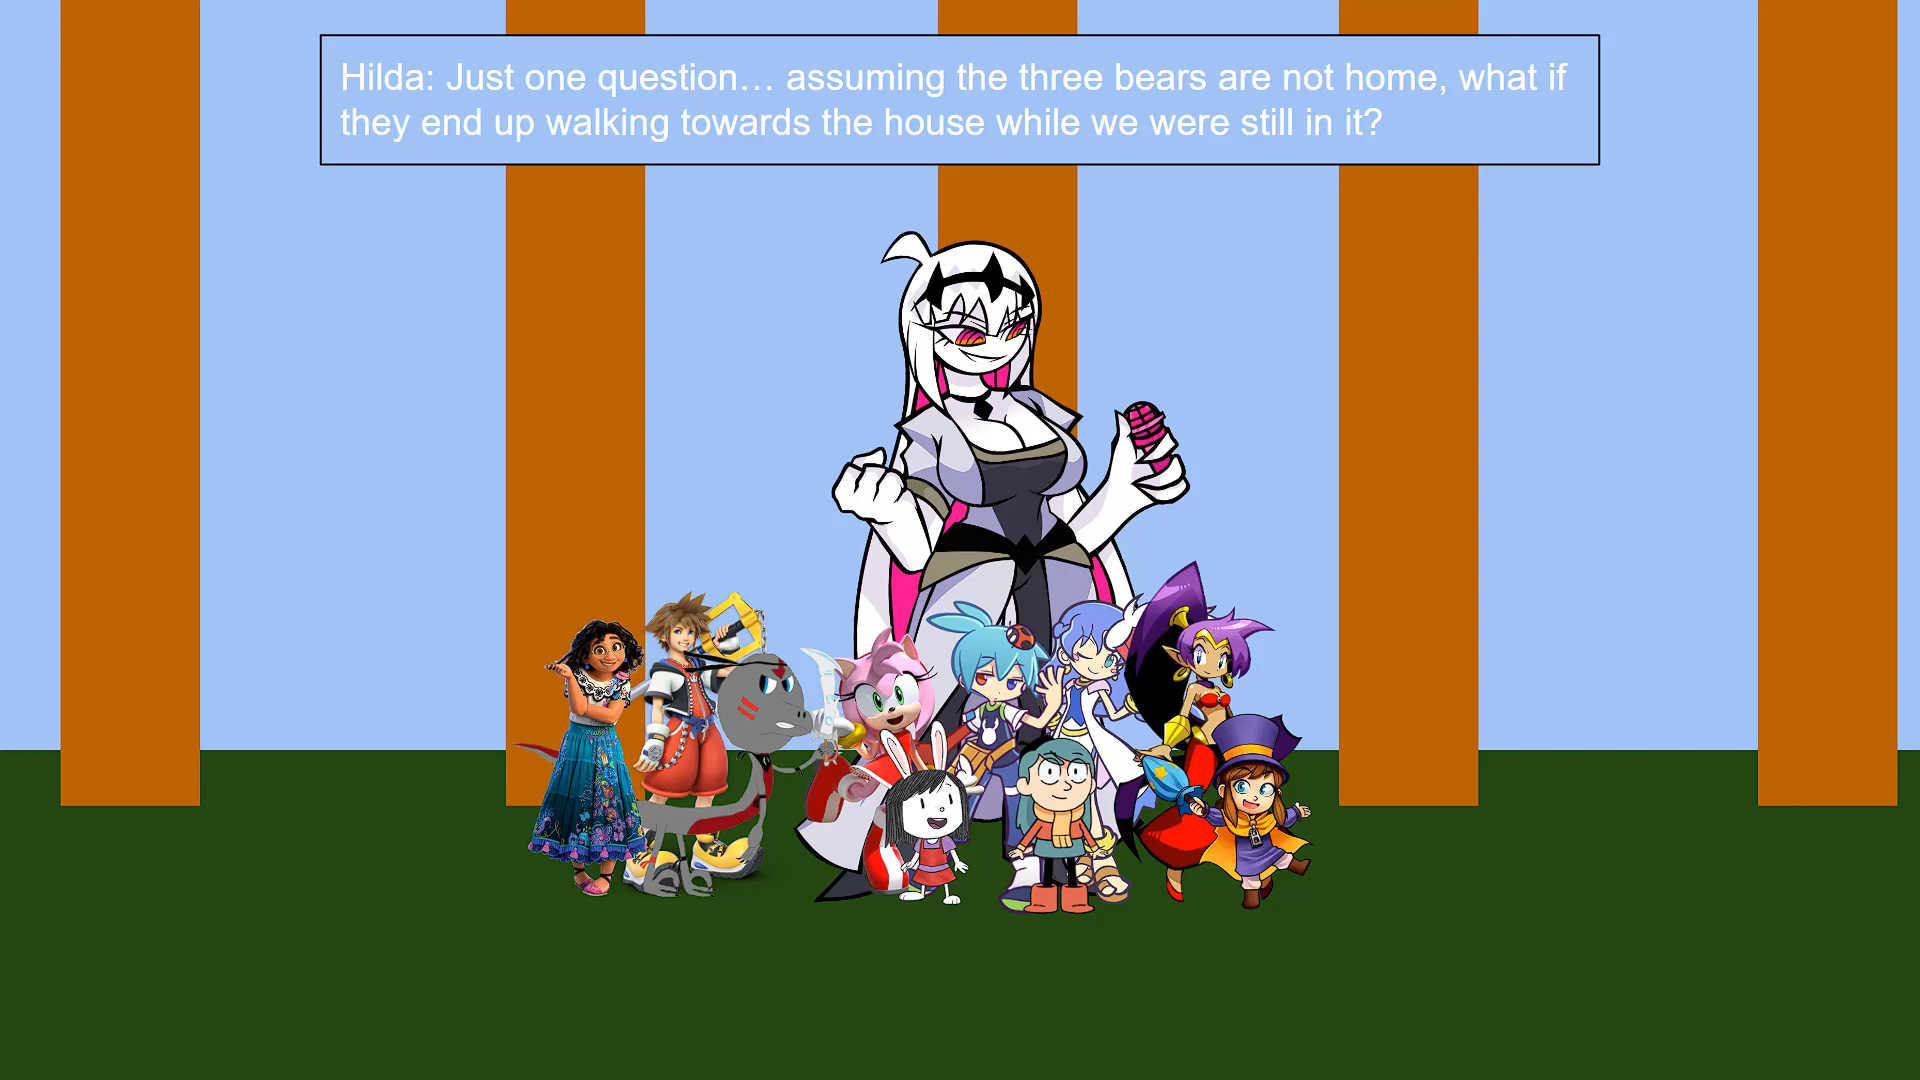 Hilda: Just one question… assuming the three bears are not home, what if
they end up walking towards the house while we were still in it?